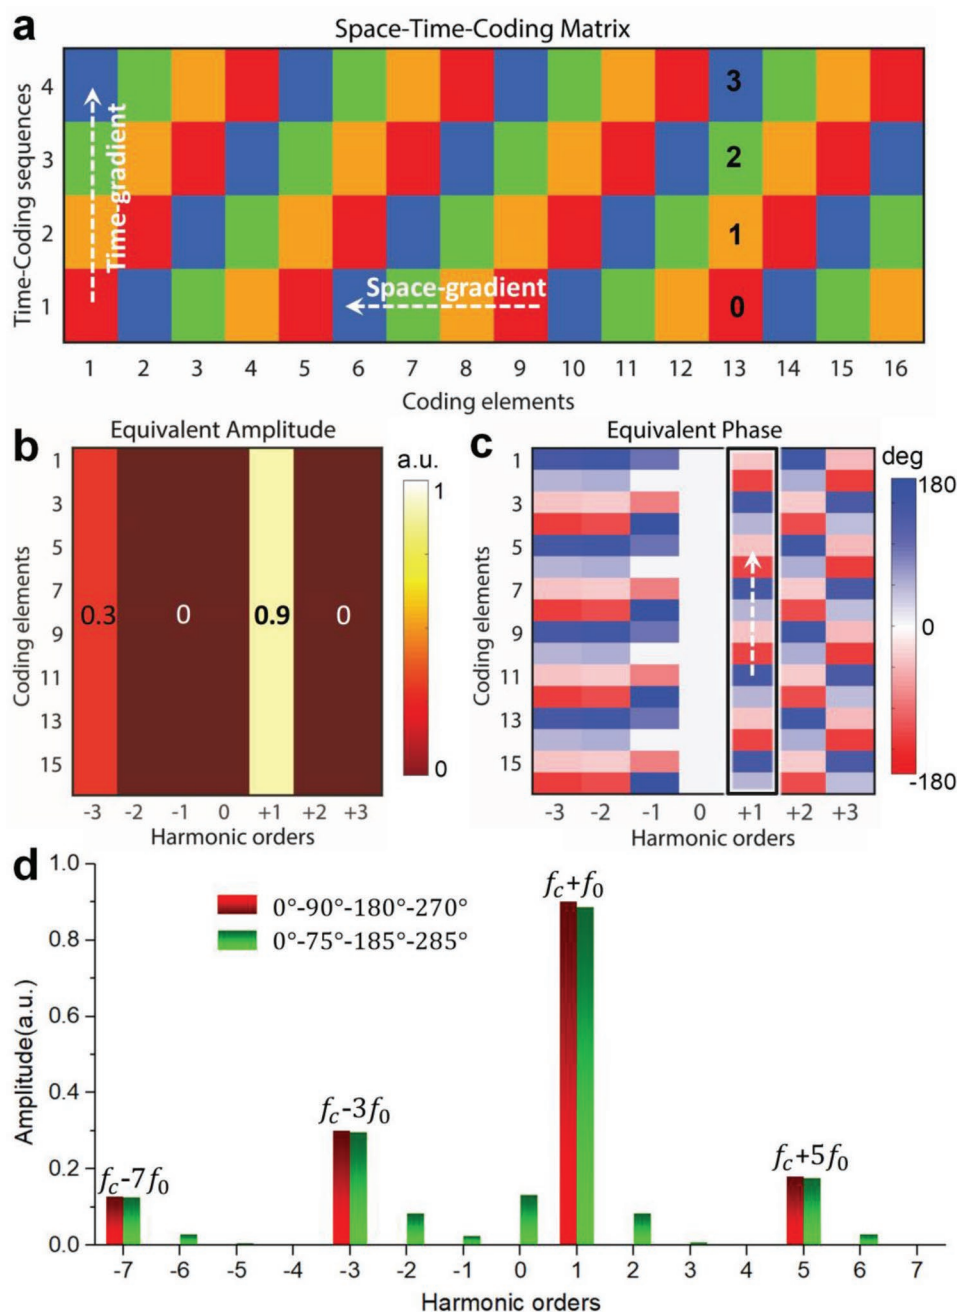 a
Space-Time-Coding Matrix
Time-Coding sequences
4
3
2
1
Time-gradient
Space-gradient
3
2
1
0
1 2 3 4 5 6 7 8 9 10 11 12 13 14 15 16
Coding elements
b
Equivalent Amplitude
a.u.
1
0
Coding elements
1
3
5
7
9
11
13
15
0.3 0 0.9 0
-3 -2 -1 0 +1 +2 +3
Harmonic orders
c
Equivalent Phase
deg
180
0
-180
Coding elements
1
3
5
7
9
11
13
15
-3 -2 -1 0 +1 +2 +3
Harmonic orders
d
Amplitude(a.u.)
1.0
0.8
0.6
0.4
0.2
0.0
0°-90°-180°-270°
0°-75°-185°-285°
fc+f0
fc-3f0
fc-7f0
fc+5f0
-7 -6 -5 -4 -3 -2 -1 0 1 2 3 4 5 6 7
Harmonic orders